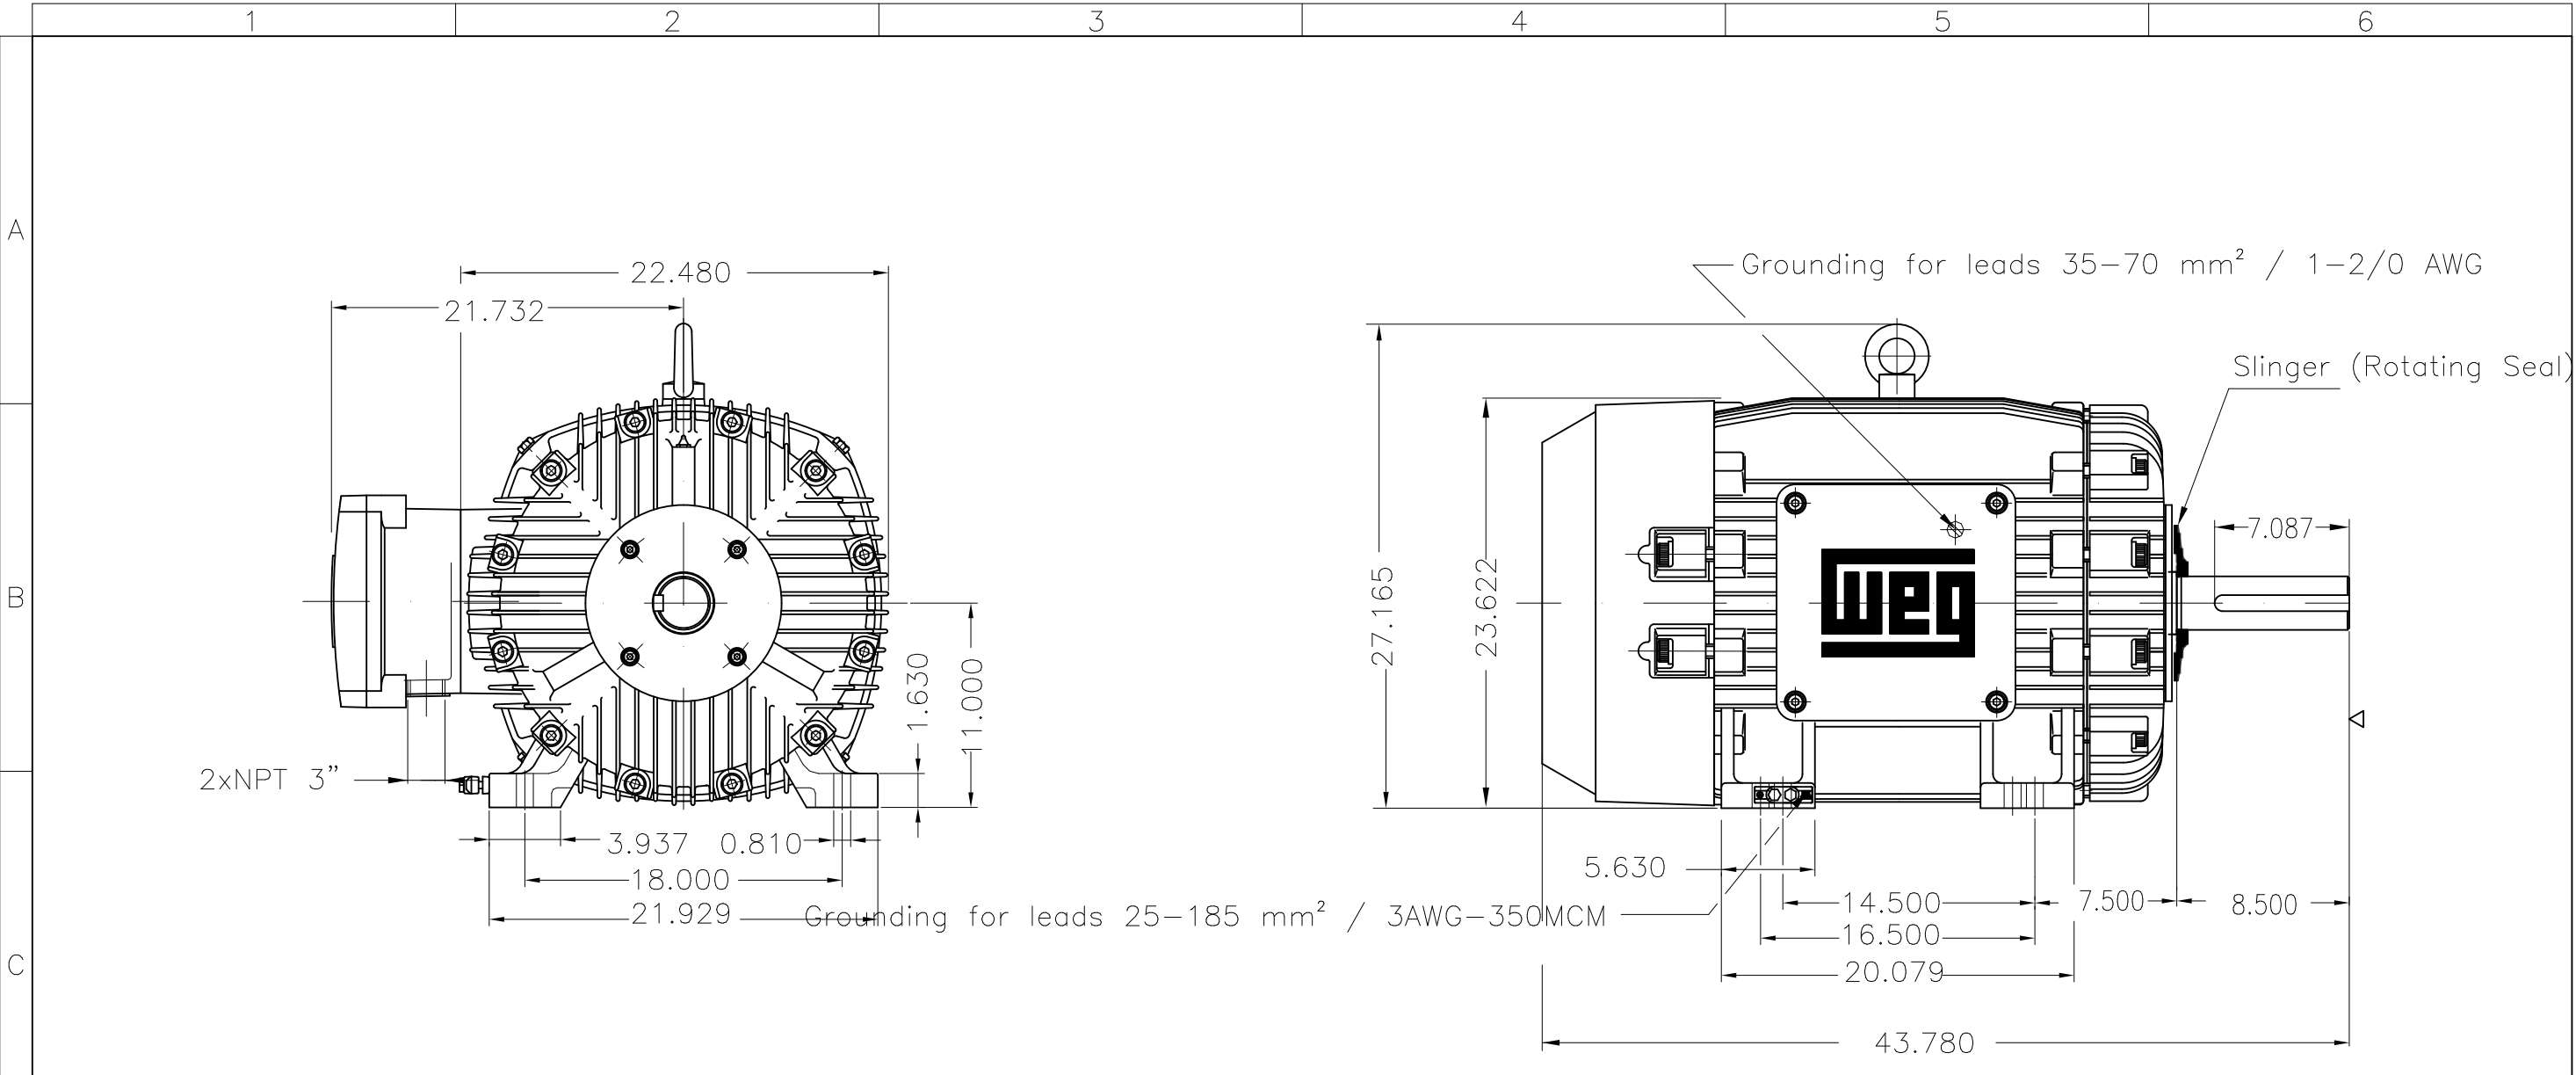 1 2 3 4 5 6
A
B
C
22.480
21.732
1.630
11.000
2xNPT 3”
3.937 0.810
18.000
21.929
Grounding for leads 35-70 mm² / 1-2/0 AWG
Slinger (Rotating Seal)
27.165
23.622
7.087
weg
5.630
14.500
7.500
8.500
Grounding for leads 25-185 mm² / 3AWG-350MCM
16.500
20.079
43.780